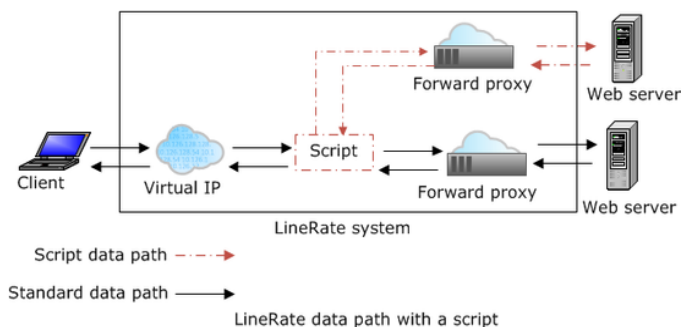 Forward proxy
Web server
Script
Client
Virtual IP
Forward proxy
Web server
LineRate system
Script data path
Standard data path
LineRate data path with a script